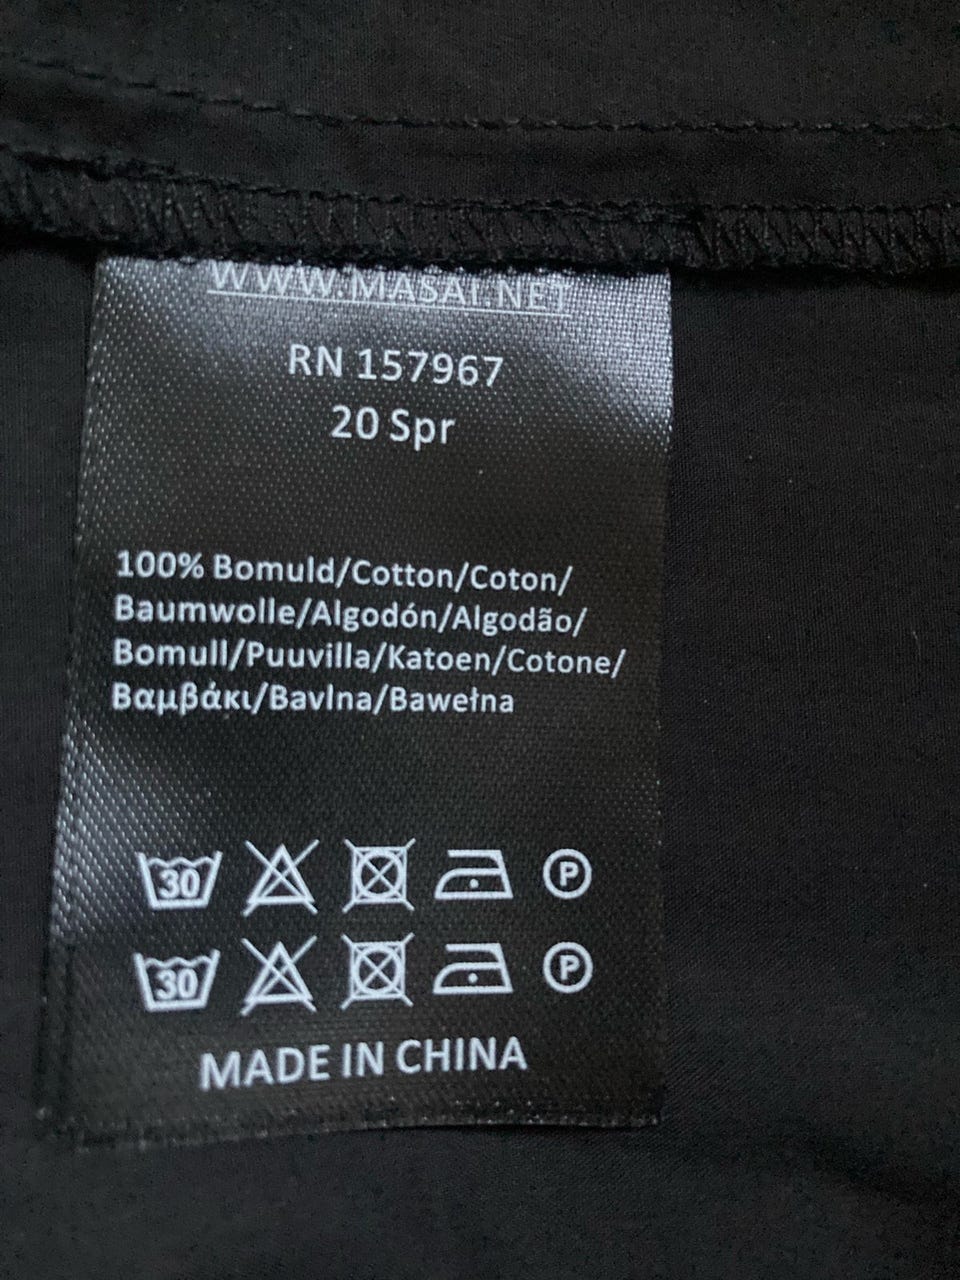 WWW.MASAI.NET
RN 157967
20 Spr
100% Bomuld/Cotton/Coton/
Baumwolle/Algodón/Algodão/
Bomull/Puuvilla/Katoen/Cotone/
Βαμβάκι/Bavlna/Bawełna
30 P
30 P
MADE IN CHINA